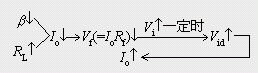 β↓
R_L↑
I_o↓→V_f(=I_oR_f)↓ V_i↑一定时→ V_id↑
I_o↑←